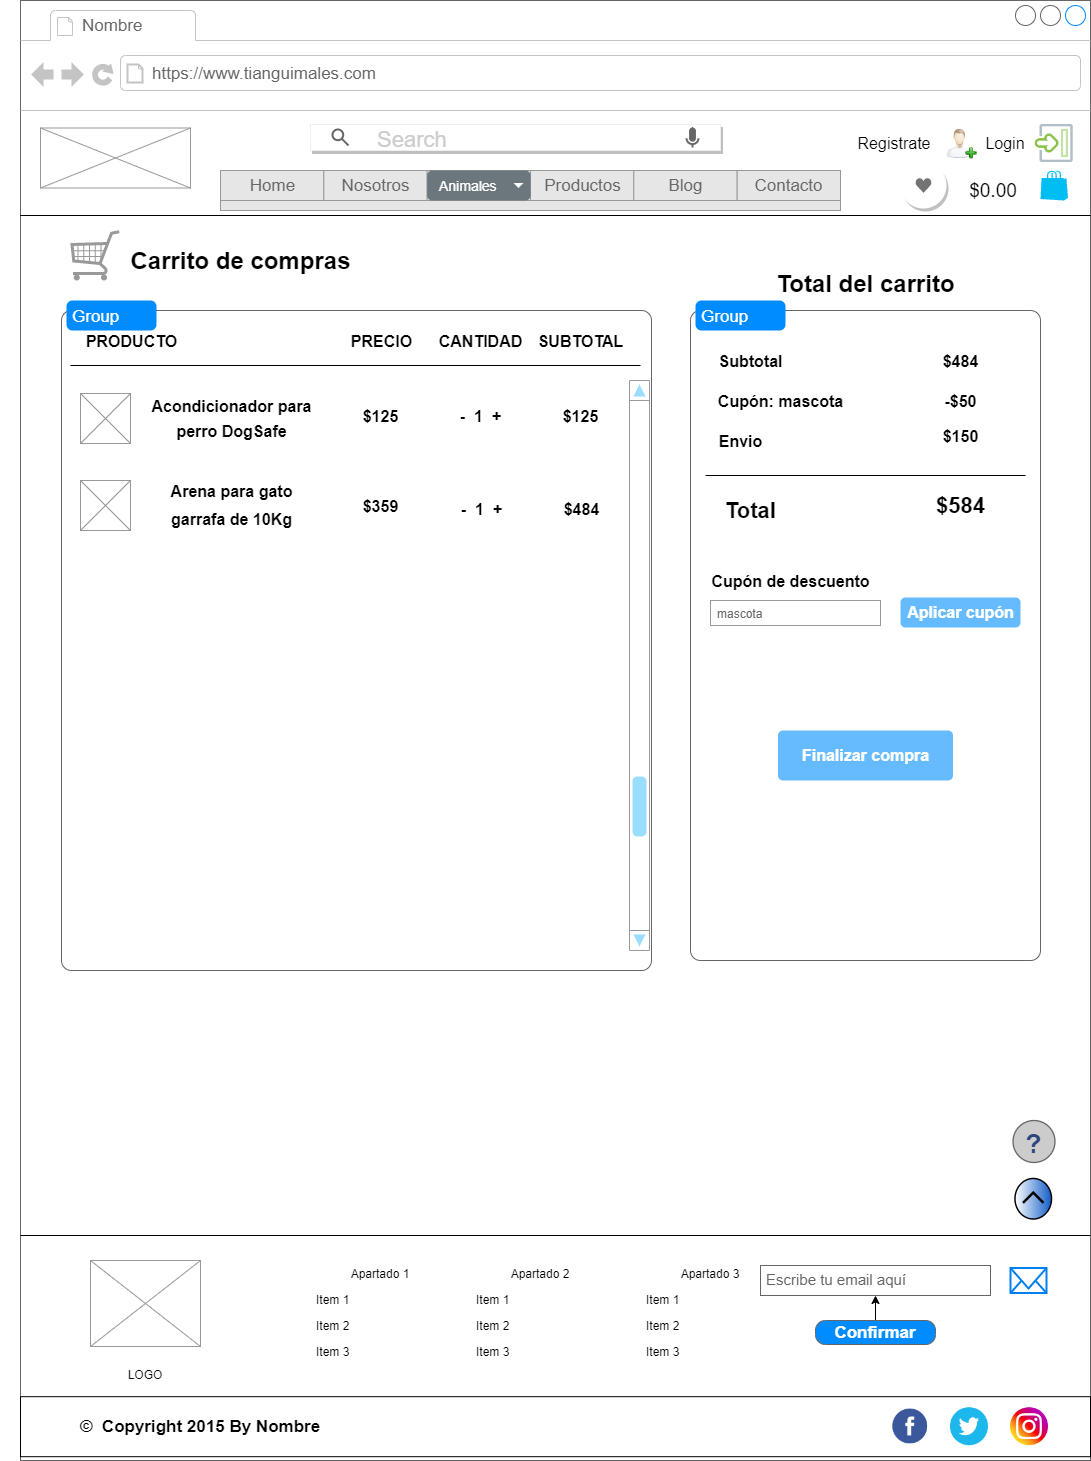 Nombre
https://www.tianguimales.com
Search
Registrate
Login
Home
Nosotros
Animales
Productos
Blog
Contacto
$0.00
Carrito de compras
Total del carrito
Group
PRODUCTO PRECIO CANTIDAD SUBTOTAL
Acondicionador para
perro DogSafe
$125 - 1 + $125
Arena para gato
garrafa de 10Kg
$359 - 1 + $484
Group
Subtotal $484
Cupón: mascota -$50
Envio $150
Total $584
Cupón de descuento
mascota
Aplicar cupón
Finalizar compra
?
LOGO
Apartado 1
Item 1
Item 2
Item 3
Apartado 2
Item 1
Item 2
Item 3
Apartado 3
Item 1
Item 2
Item 3
Escribe tu email aquí
Confirmar
© Copyright 2015 By Nombre